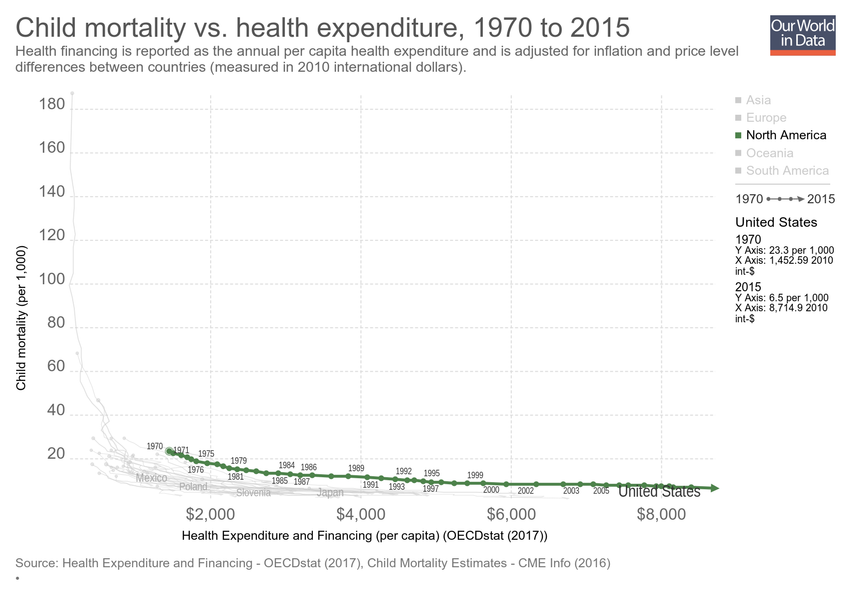 Child mortality vs. health expenditure, 1970 to 2015
Our World
in Data
Health financing is reported as the annual per capita health expenditure and is adjusted for inflation and price level
differences between countries (measured in 2010 international dollars).
180
160
140
120
100
80
60
40
20
Child mortality (per 1,000)
Asia
Europe
North America
Oceania
South America
1970 2015
United States
1970
Y Axis: 23.3 per 1,000
X Axis: 1,452.59 2010
int-$
2015
Y Axis: 6.5 per 1,000
X Axis: 8,714.9 2010
int-$
1970 1971 1975 1979 1984 1986 1989 1992 1995 1999
1976 1981 1985 1987 1991 1993 1997 2000 2002 2003 2005
Mexico Poland Slovenia Japan United States
$2,000 $4,000 $6,000 $8,000
Health Expenditure and Financing (per capita) (OECDstat (2017))
Source: Health Expenditure and Financing - OECDstat (2017), Child Mortality Estimates - CME Info (2016)
•